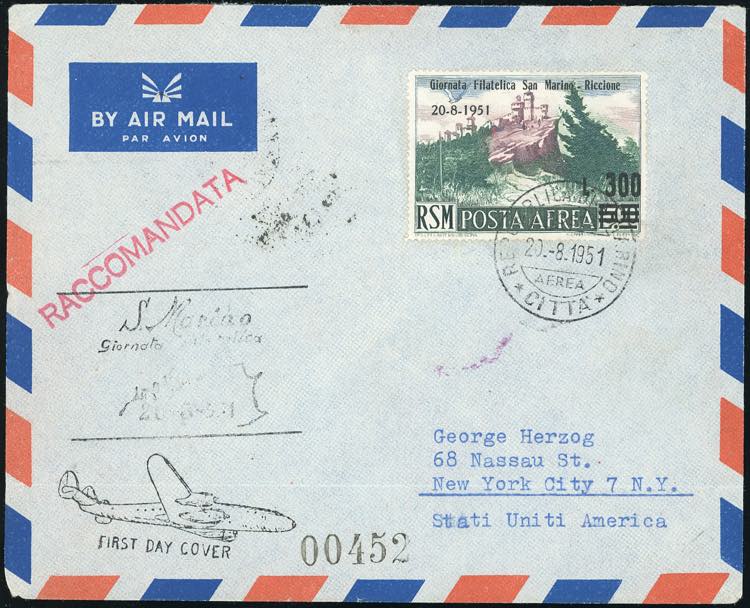 BY AIR MAIL
PAR AVION
Giornata Filatelica San Marino - Riccione
20-8-1951
L. 300
RSM POSTA AEREA
RACCOMANDATA
REPUBBLICA MARINO
20.-8.1951
AEREA
★ CITTA ★
S. Marino
Giornata
FIRST DAY COVER
00452
George Herzog
68 Nassau St.
New York City 7 N.Y.
Stati Uniti America